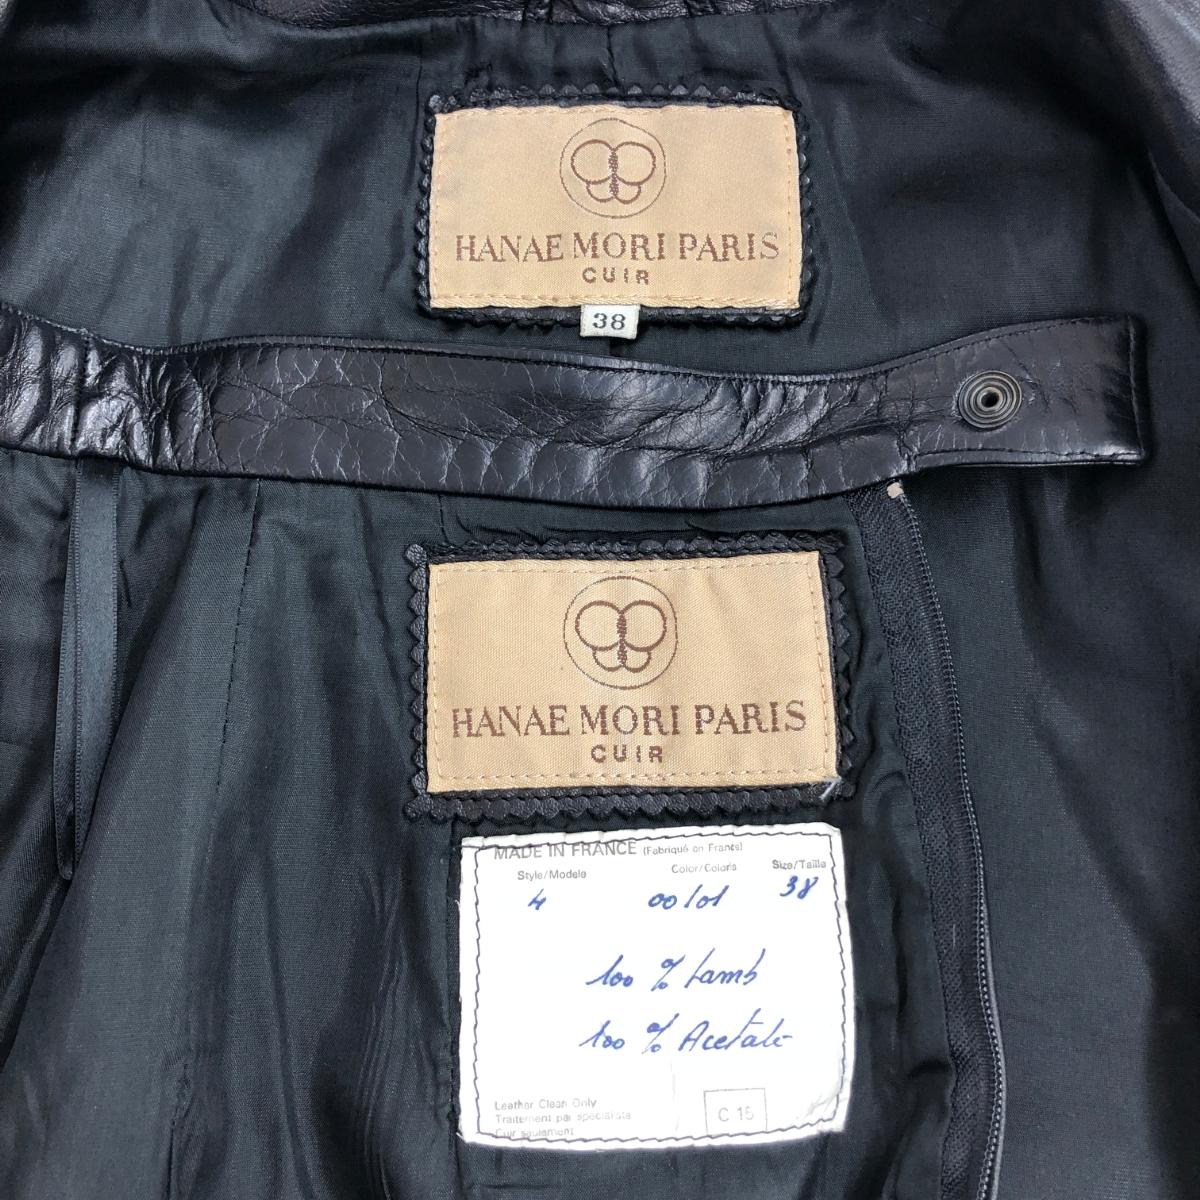 HANAE MORI PARIS
CUIR
38
HANAE MORI PARIS
CUIR
MADE IN FRANCE (Fabriqué en France)
Style/Modele Color/Coloris Size/Taille
4 00/01 38
100 % Lamb
100 % Acetate
Leather Clean Only
Traitement par specialiste
Cuir seulement
C 15